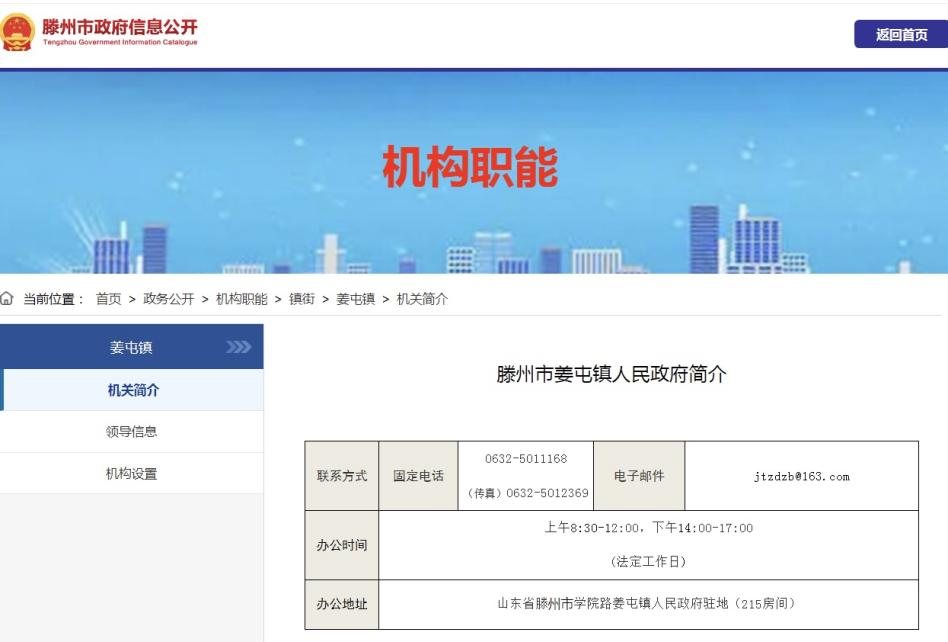 滕州市政府信息公开
Tengzhou Government Information Catalogue
返回首页
机构职能
当前位置： 首页 > 政务公开 > 机构职能 > 镇街 > 姜屯镇 > 机关简介
姜屯镇
机关简介
领导信息
机构设置
滕州市姜屯镇人民政府简介
联系方式 固定电话 0632-5011168 电子邮件 jtzdzb@163.com
（传真）0632-5012369
办公时间 上午8:30-12:00，下午14:00-17:00
（法定工作日）
办公地址 山东省滕州市学院路姜屯镇人民政府驻地（215房间）